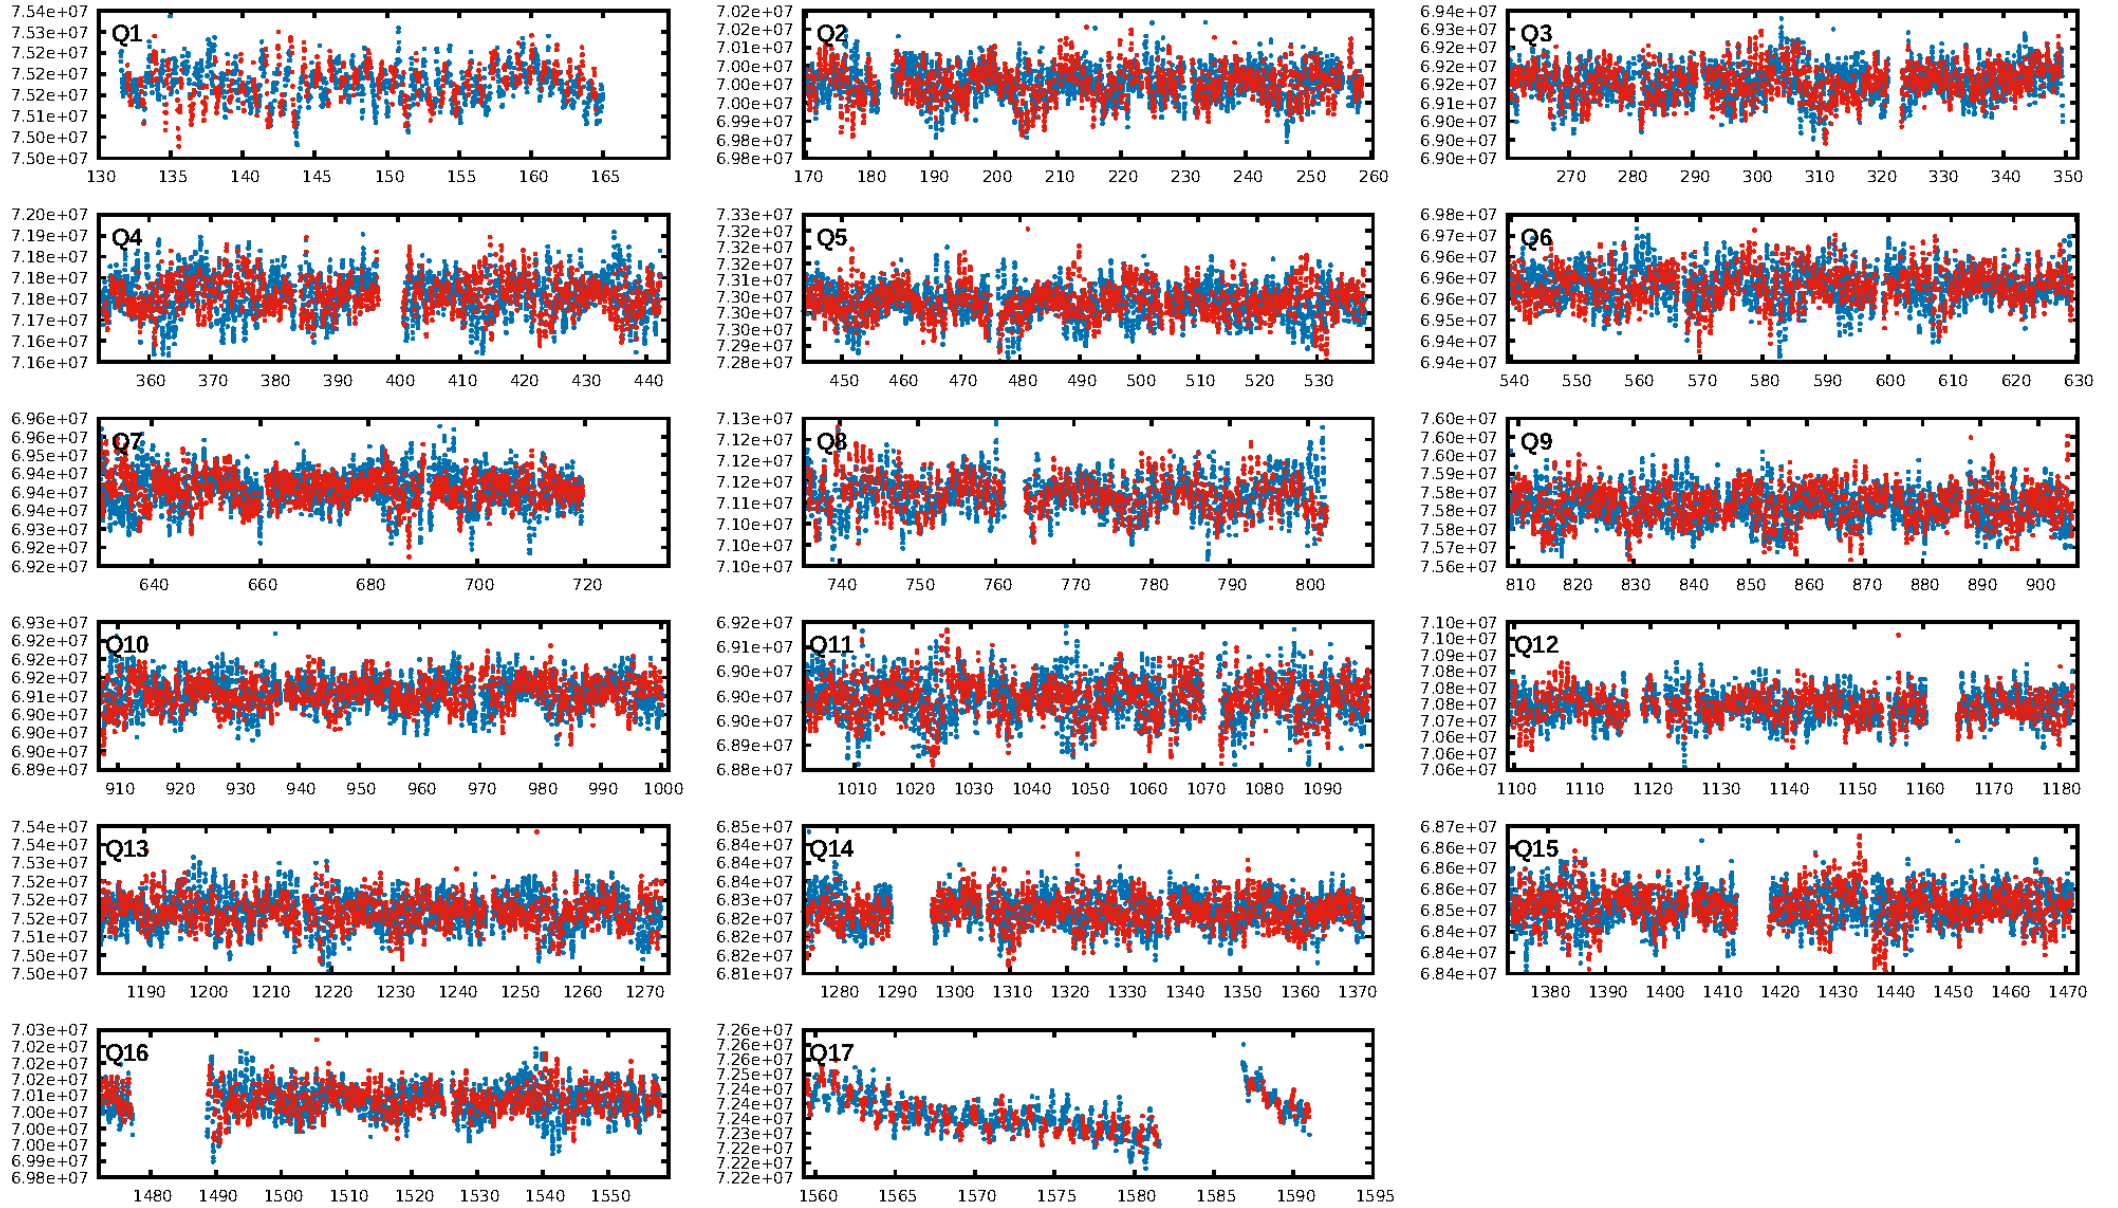 7.54e+07
7.53e+07
7.52e+07
7.52e+07
7.52e+07
7.51e+07
7.50e+07
7.50e+07
Q1
130 135 140 145 150 155 160 165
7.02e+07
7.02e+07
7.01e+07
7.00e+07
7.00e+07
7.00e+07
6.99e+07
6.98e+07
6.98e+07
Q2
170 180 190 200 210 220 230 240 250 260
6.94e+07
6.93e+07
6.92e+07
6.92e+07
6.92e+07
6.91e+07
6.90e+07
6.90e+07
Q3
270 280 290 300 310 320 330 340 350
7.20e+07
7.19e+07
7.18e+07
7.18e+07
7.18e+07
7.17e+07
7.16e+07
7.16e+07
Q4
360 370 380 390 400 410 420 430 440
7.33e+07
7.32e+07
7.32e+07
7.31e+07
7.31e+07
7.30e+07
7.30e+07
7.29e+07
7.28e+07
7.28e+07
Q5
450 460 470 480 490 500 510 520 530
6.98e+07
6.97e+07
6.96e+07
6.96e+07
6.96e+07
6.95e+07
6.94e+07
6.94e+07
Q6
540 550 560 570 580 590 600 610 620 630
6.96e+07
6.96e+07
6.95e+07
6.94e+07
6.94e+07
6.94e+07
6.93e+07
6.92e+07
6.92e+07
Q7
640 660 680 700 720
7.13e+07
7.12e+07
7.12e+07
7.12e+07
7.11e+07
7.10e+07
7.10e+07
7.10e+07
Q8
740 750 760 770 780 790 800
7.60e+07
7.60e+07
7.60e+07
7.59e+07
7.58e+07
7.58e+07
7.58e+07
7.57e+07
7.56e+07
Q9
810 820 830 840 850 860 870 880 890 900
6.93e+07
6.92e+07
6.92e+07
6.92e+07
6.91e+07
6.90e+07
6.90e+07
6.90e+07
6.89e+07
Q10
910 920 930 940 950 960 970 980 990 1000
6.92e+07
6.91e+07
6.90e+07
6.90e+07
6.90e+07
6.89e+07
6.88e+07
Q11
1010 1020 1030 1040 1050 1060 1070 1080 1090
7.10e+07
7.10e+07
7.09e+07
7.08e+07
7.08e+07
7.08e+07
7.07e+07
7.06e+07
7.06e+07
7.06e+07
Q12
1100 1110 1120 1130 1140 1150 1160 1170 1180
7.54e+07
7.54e+07
7.53e+07
7.52e+07
7.52e+07
7.52e+07
7.51e+07
7.50e+07
7.50e+07
Q13
1190 1200 1210 1220 1230 1240 1250 1260 1270
6.85e+07
6.84e+07
6.84e+07
6.84e+07
6.83e+07
6.82e+07
6.82e+07
6.82e+07
6.81e+07
Q14
1280 1290 1300 1310 1320 1330 1340 1350 1360 1370
6.87e+07
6.86e+07
6.86e+07
6.86e+07
6.85e+07
6.84e+07
6.84e+07
6.84e+07
Q15
1380 1390 1400 1410 1420 1430 1440 1450 1460 1470
7.03e+07
7.02e+07
7.02e+07
7.02e+07
7.01e+07
7.00e+07
7.00e+07
7.00e+07
6.99e+07
6.98e+07
Q16
1480 1490 1500 1510 1520 1530 1540 1550
7.26e+07
7.26e+07
7.26e+07
7.25e+07
7.24e+07
7.24e+07
7.24e+07
7.23e+07
7.22e+07
7.22e+07
7.22e+07
Q17
1560 1565 1570 1575 1580 1585 1590 1595